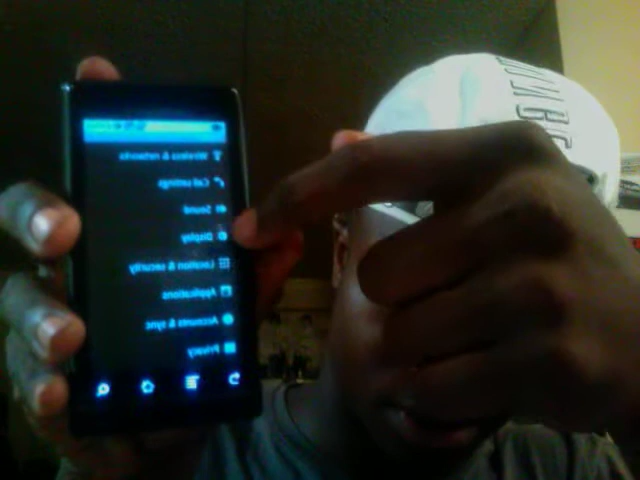 Wireless & networks
Call settings
Sound
Display
Location & security
Applications
Accounts & sync
Privacy